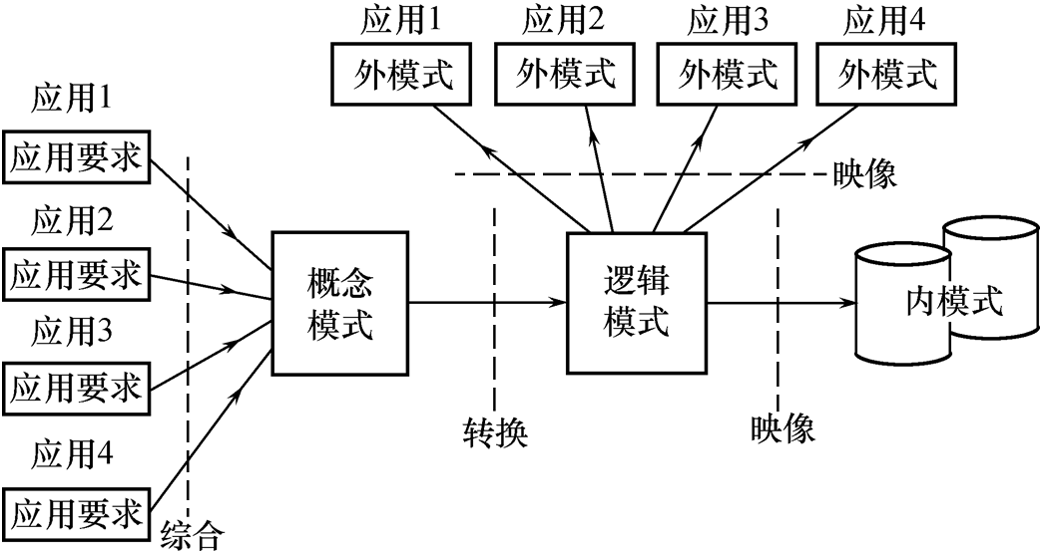 应用1
应用2
应用3
应用4
外模式
外模式
外模式
外模式
映像
应用1
应用要求
应用2
应用要求
应用3
应用要求
应用4
应用要求
综合
概念
模式
转换
逻辑
模式
映像
内模式